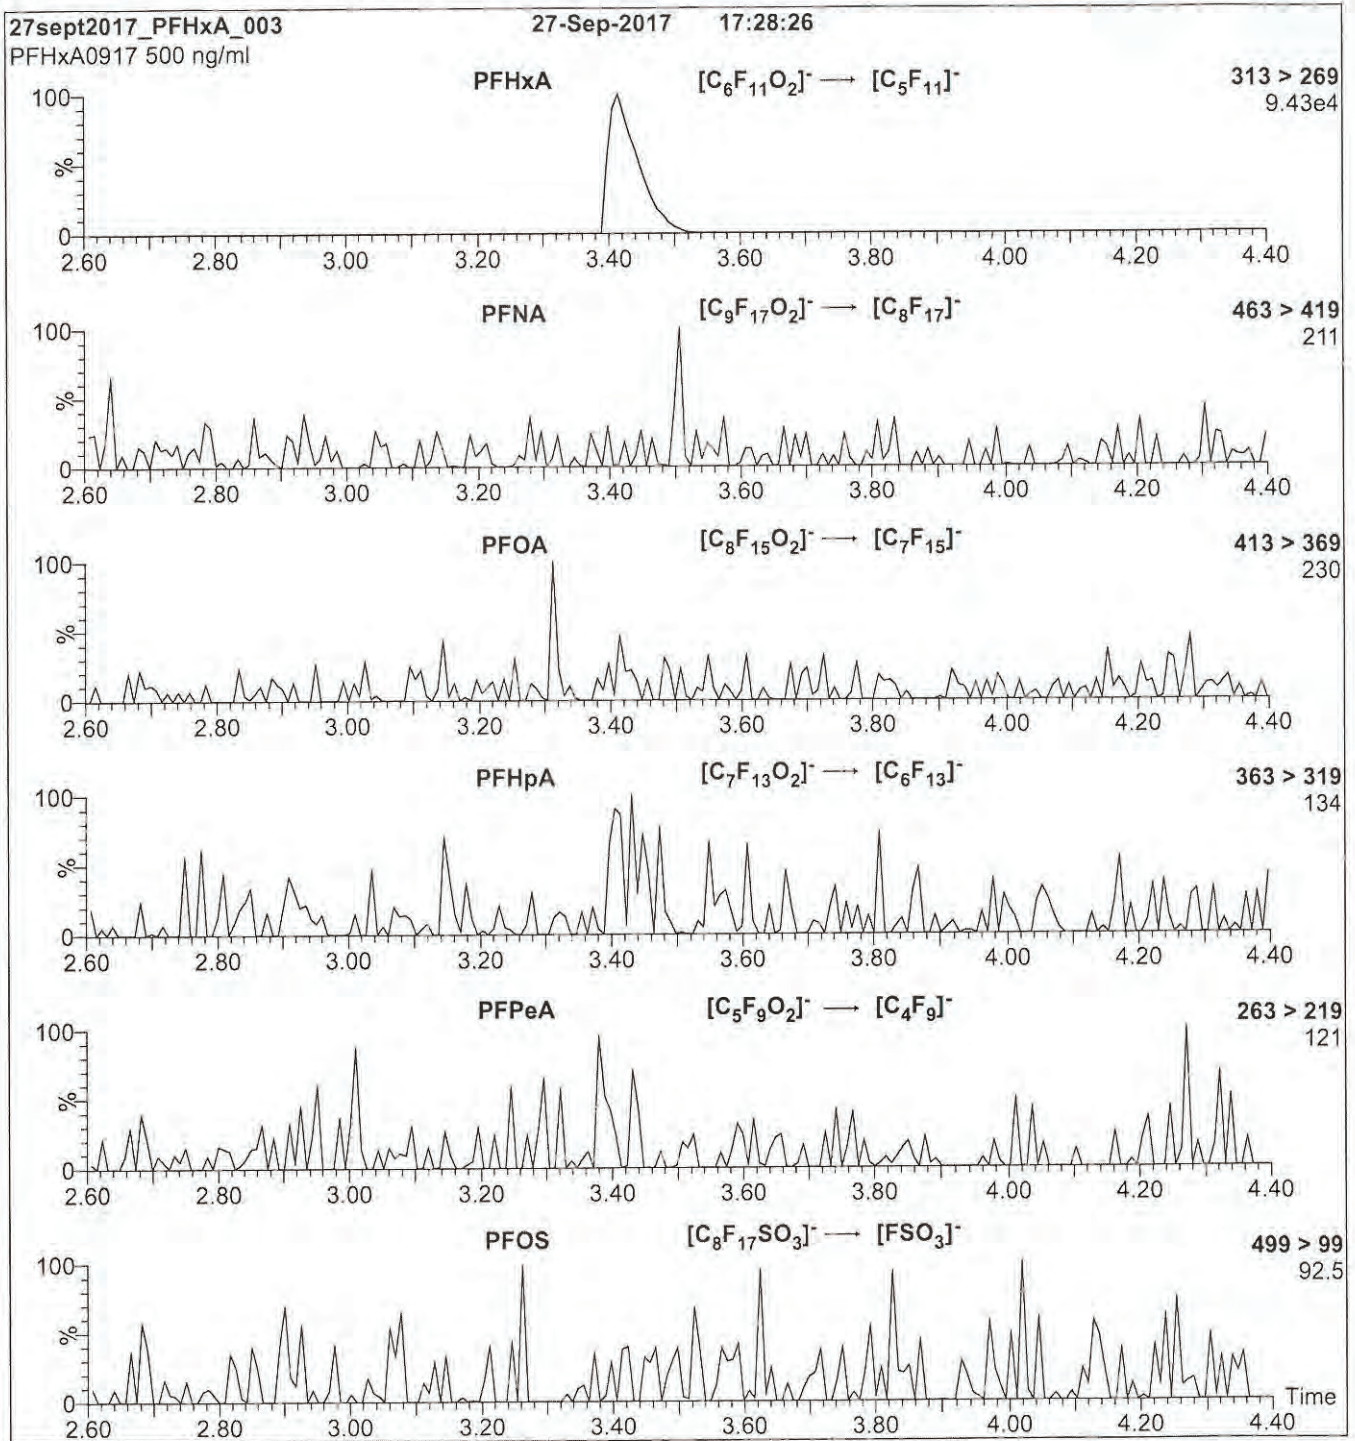 27sept2017_PFHxA_003 27-Sep-2017 17:28:26
PFHxA0917 500 ng/ml
PFHxA [C₆F₁₁O₂]⁻ → [C₅F₁₁]⁻ 313 > 269
9.43e4
100
%
0
2.60 2.80 3.00 3.20 3.40 3.60 3.80 4.00 4.20 4.40
PFNA [C₉F₁₇O₂]⁻ → [C₈F₁₇]⁻ 463 > 419
211
100
%
0
2.60 2.80 3.00 3.20 3.40 3.60 3.80 4.00 4.20 4.40
PFOA [C₈F₁₅O₂]⁻ → [C₇F₁₅]⁻ 413 > 369
230
100
%
0
2.60 2.80 3.00 3.20 3.40 3.60 3.80 4.00 4.20 4.40
PFHpA [C₇F₁₃O₂]⁻ → [C₆F₁₃]⁻ 363 > 319
134
100
%
0
2.60 2.80 3.00 3.20 3.40 3.60 3.80 4.00 4.20 4.40
PFPeA [C₅F₉O₂]⁻ → [C₄F₉]⁻ 263 > 219
121
100
%
0
2.60 2.80 3.00 3.20 3.40 3.60 3.80 4.00 4.20 4.40
PFOS [C₈F₁₇SO₃]⁻ → [FSO₃]⁻ 499 > 99
92.5
100
%
0
Time
2.60 2.80 3.00 3.20 3.40 3.60 3.80 4.00 4.20 4.40